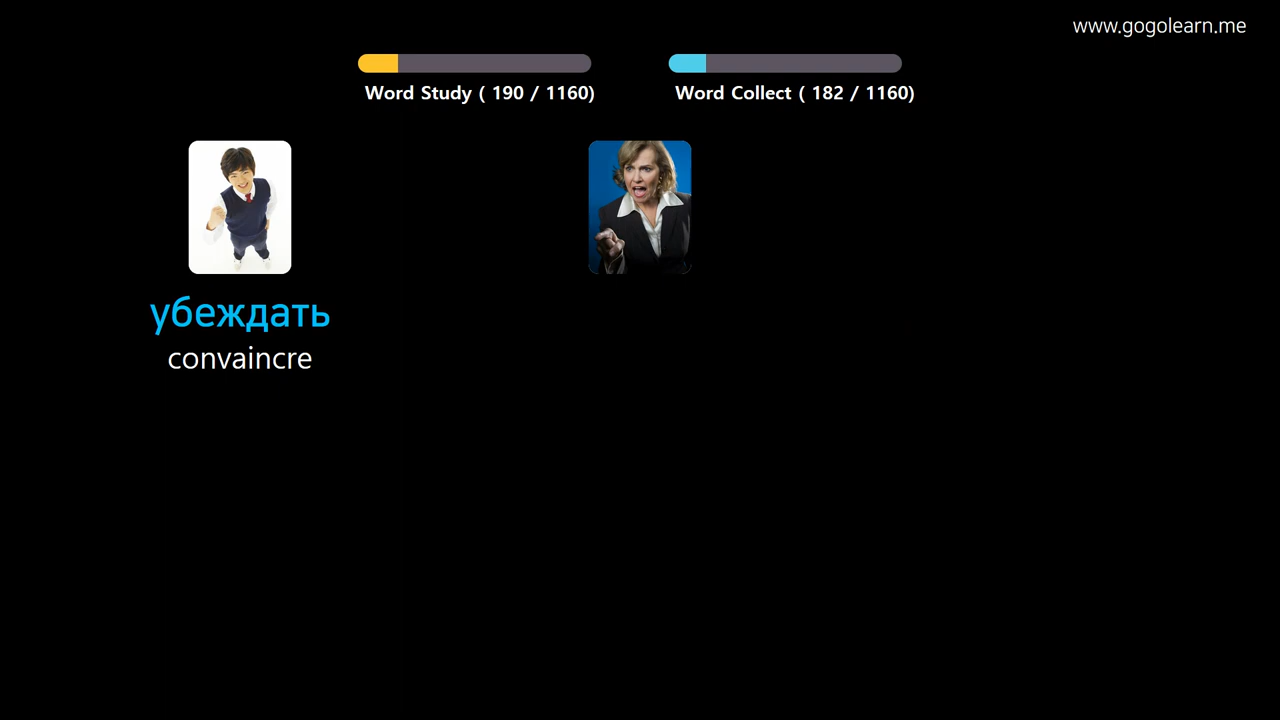 www.gogolearn.me
Word Study ( 190 / 1160)
Word Collect ( 182 / 1160)
убеждать
convaincre